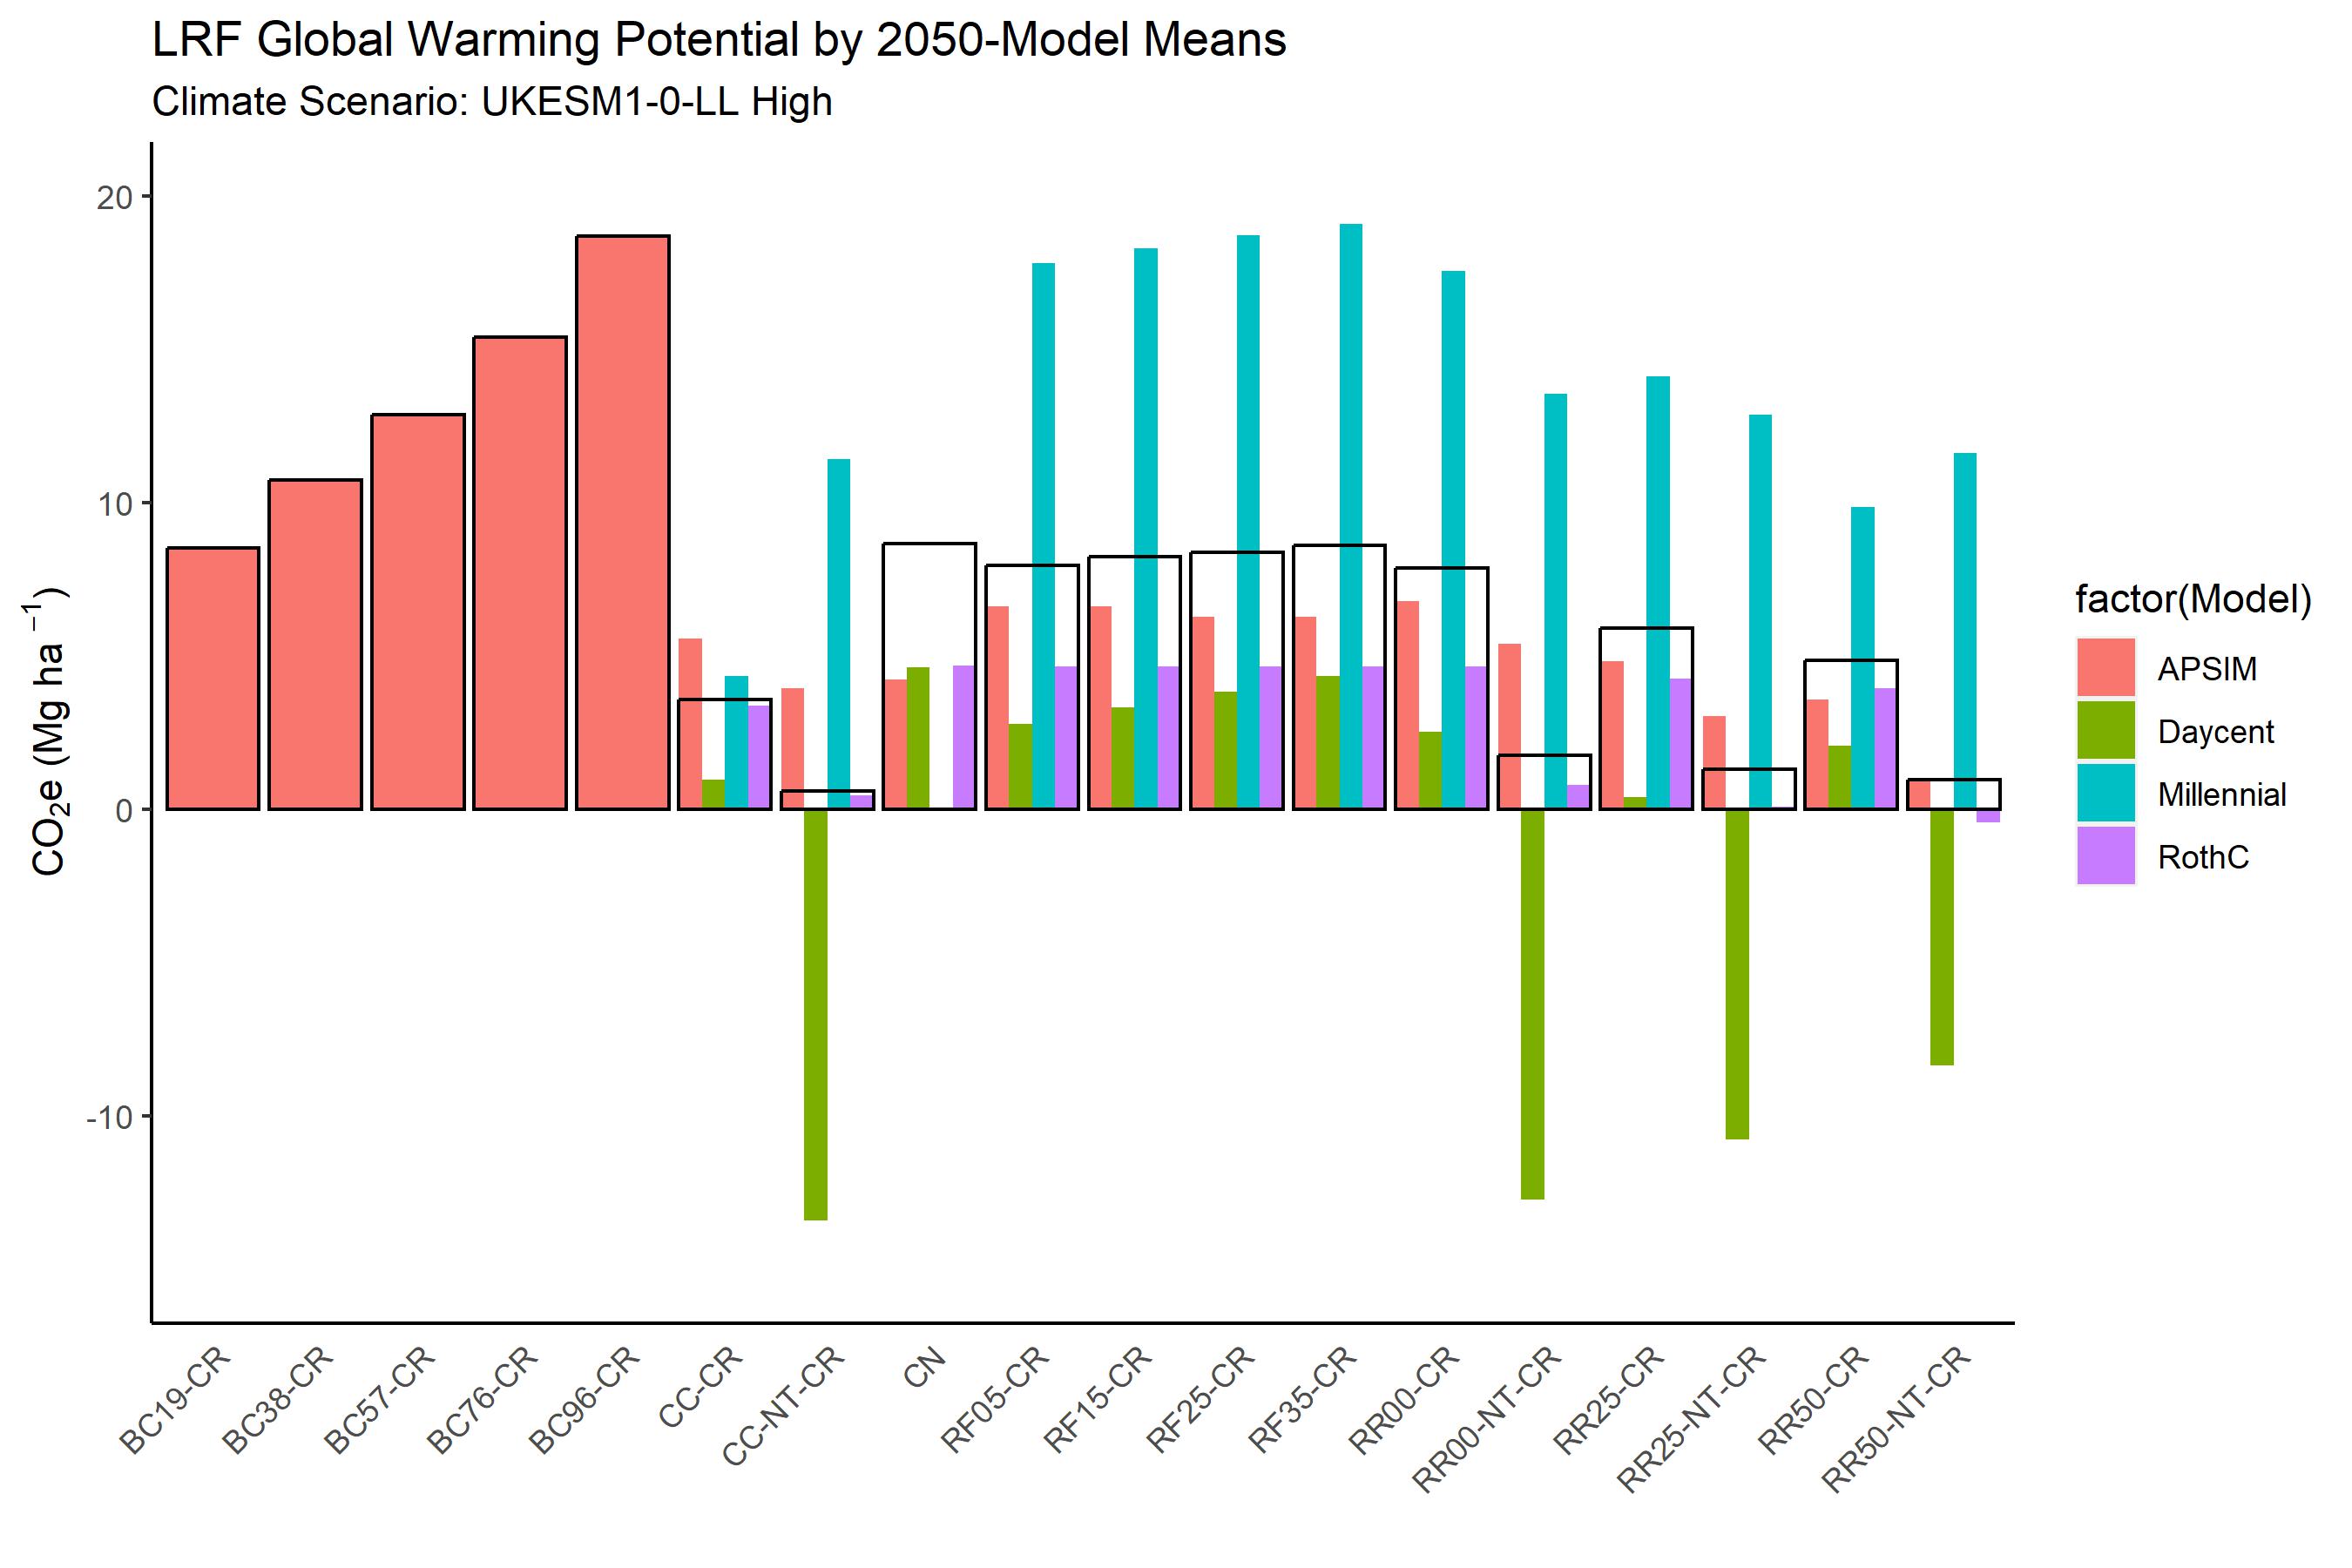 LRF Global Warming Potential by 2050-Model Means
Climate Scenario: UKESM1-0-LL High
CO₂e (Mg ha ⁻¹)
20
10
0
-10
BC19-CR
BC38-CR
BC57-CR
BC76-CR
BC96-CR
CC-CR
CC-NT-CR
CN
RF05-CR
RF15-CR
RF25-CR
RF35-CR
RR00-CR
RR00-NT-CR
RR25-CR
RR25-NT-CR
RR50-CR
RR50-NT-CR
factor(Model)
APSIM
Daycent
Millennial
RothC